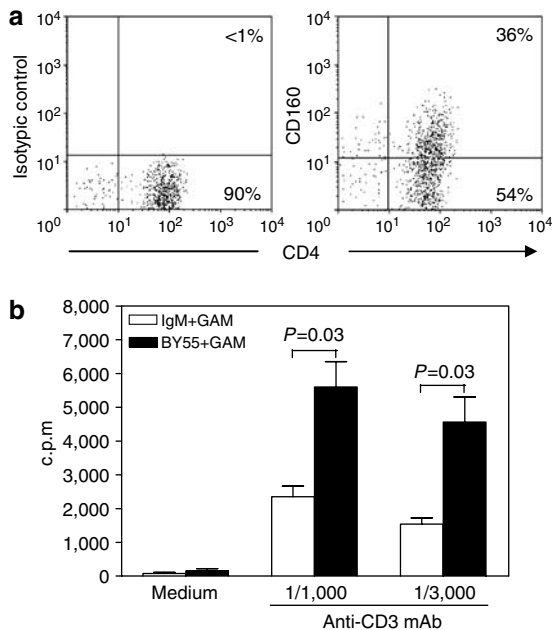 a
Isotypic control
10⁴
10³
10²
10¹
10⁰
<1%
90%
10⁰ 10¹ 10² 10³ 10⁴
CD160
10⁴
10³
10²
10¹
10⁰
36%
54%
10⁰ 10¹ 10² 10³ 10⁴
CD4
b
c.p.m
8,000
7,000
6,000
5,000
4,000
3,000
2,000
1,000
0
IgM+GAM
BY55+GAM
P=0.03
P=0.03
Medium 1/1,000 1/3,000
Anti-CD3 mAb